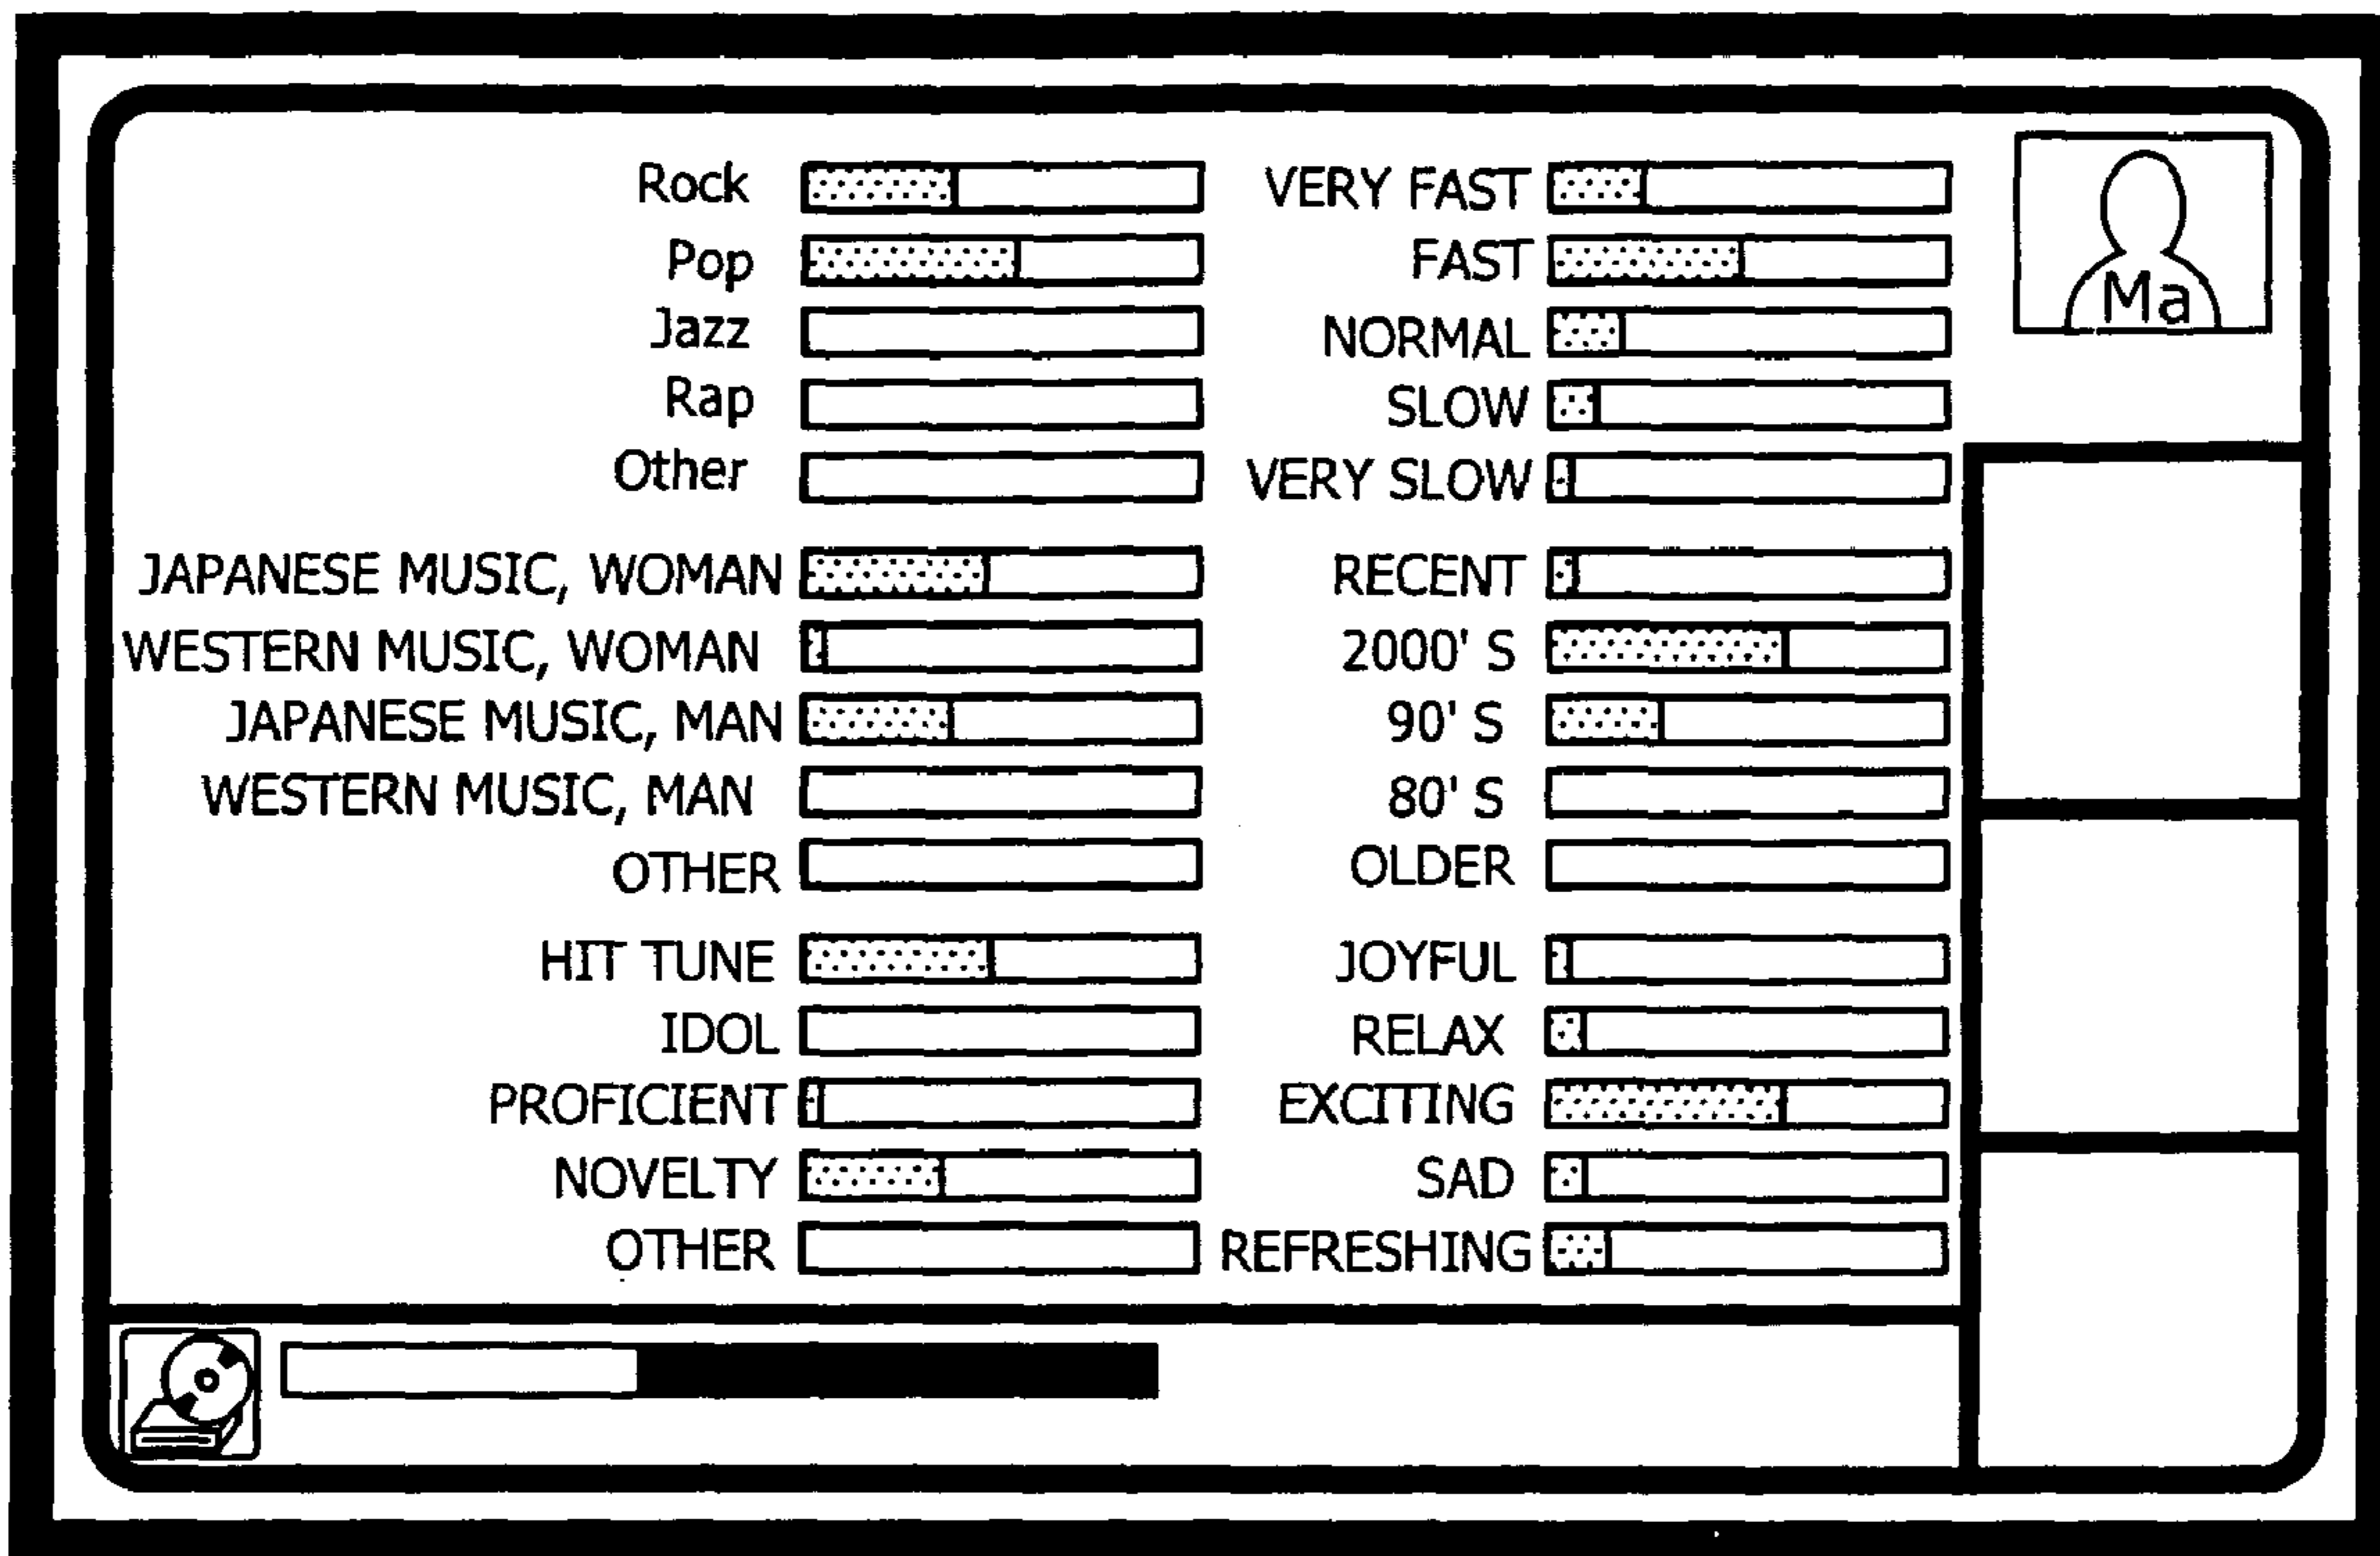 Rock
Pop
Jazz
Rap
Other
JAPANESE MUSIC, WOMAN
WESTERN MUSIC, WOMAN
JAPANESE MUSIC, MAN
WESTERN MUSIC, MAN
OTHER
HIT TUNE
IDOL
PROFICIENT
NOVELTY
OTHER
VERY FAST
FAST
NORMAL
SLOW
VERY SLOW
RECENT
2000' S
90' S
80' S
OLDER
JOYFUL
RELAX
EXCITING
SAD
REFRESHING
Ma